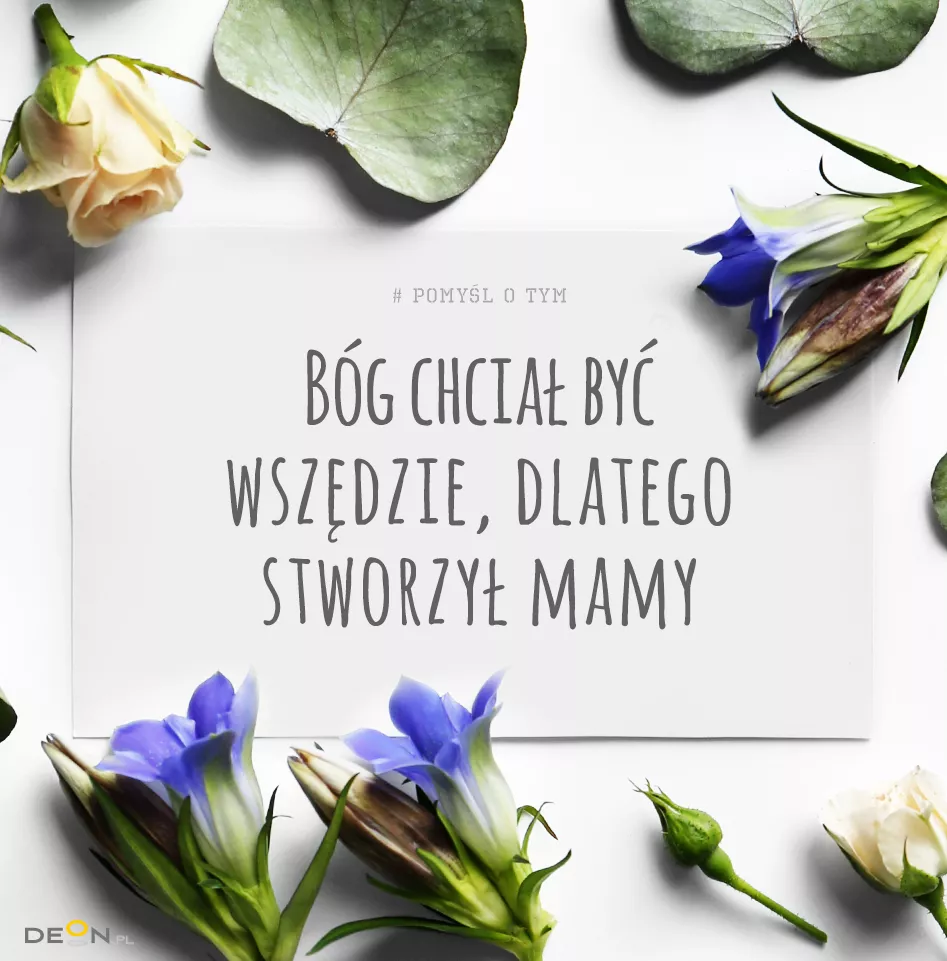 # POMYŚL O TYM
BÓG CHCIAŁ BYĆ
WSZĘDZIE, DLATEGO
STWORZYŁ MAMY
DEON.PL